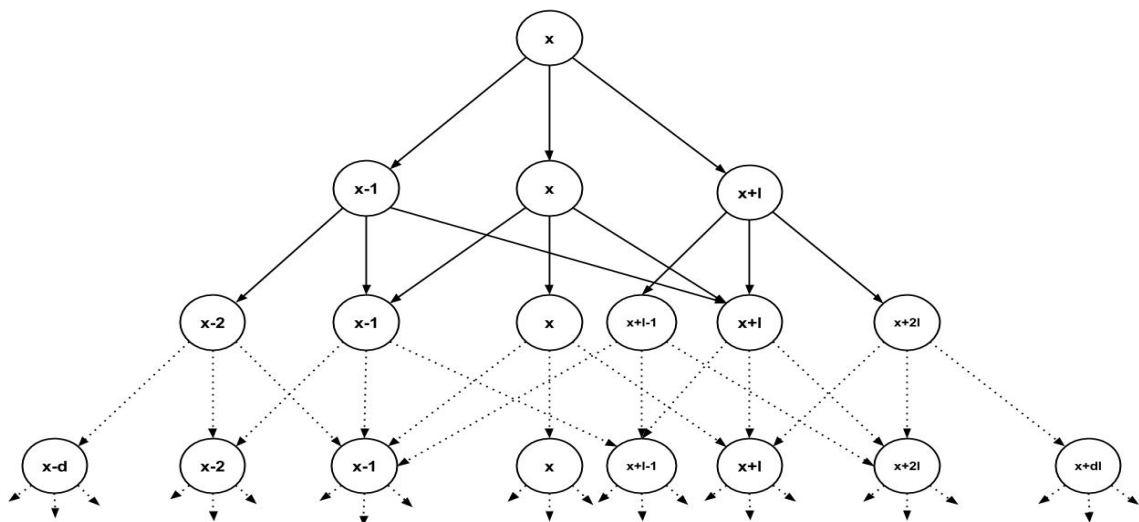 x
x-1 x x+l
x-2 x-1 x x+l-1 x+l x+2l
x-d x-2 x-1 x x+l-1 x+l x+2l x+dl